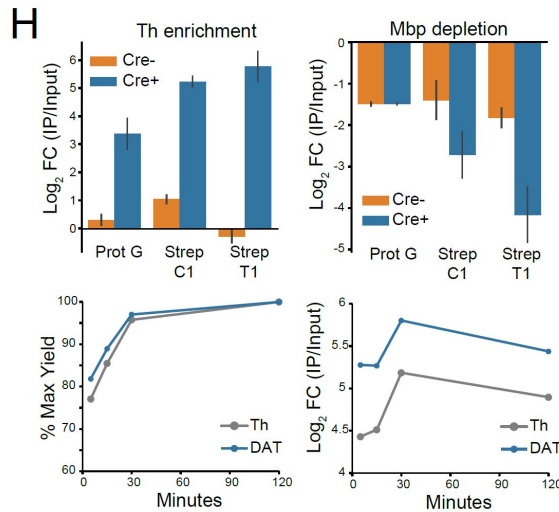 H
Th enrichment
Cre-
Cre+
Log2 FC (IP/Input)
6
5
4
3
2
1
0
Prot G
Strep
C1
Strep
T1
Mbp depletion
Log2 FC (IP/Input)
0
-1
-2
-3
-4
-5
Cre-
Cre+
Prot G
Strep
C1
Strep
T1
% Max Yield
100
90
80
70
60
Th
DAT
0 30 60 90 120
Minutes
Log2 FC (IP/Input)
6
5.5
5
4.5
4
Th
DAT
0 30 60 90 120
Minutes